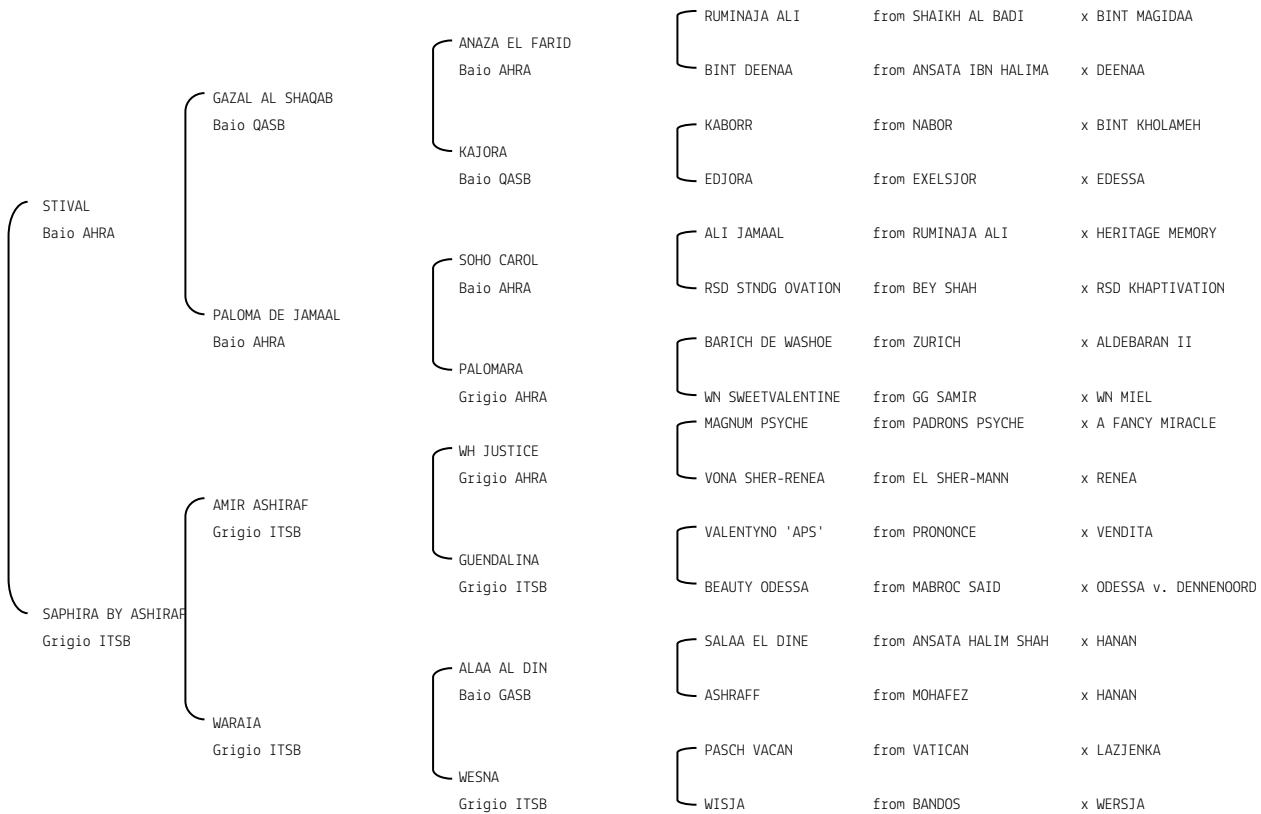 RUMINAJA ALI from SHAIKH AL BADI x BINT MAGIDAA
ANAZA EL FARID
Baio AHRA BINT DEENAA from ANSATA IBN HALIMA x DEENAA
GAZAL AL SHAQAB
Baio QASB KABORR from NABOR x BINT KHOLAMEH
KAJORA
Baio QASB EDJORA from EXELSJOR x EDESSA
STIVAL
Baio AHRA ALI JAMAAL from RUMINAJA ALI x HERITAGE MEMORY
SOHO CAROL
Baio AHRA RSD STNDG OVATION from BEY SHAH x RSD KHAPTIVATION
PALOMA DE JAMAAL
Baio AHRA BARICH DE WASHOE from ZURICH x ALDEBARAN II
PALOMARA
Grigio AHRA WN SWEETVALENTINE from GG SAMIR x WN MIEL
MAGNUM PSYCHE from PADRONS PSYCHE x A FANCY MIRACLE
WH JUSTICE
Grigio AHRA VONA SHER-RENEA from EL SHER-MANN x RENEA
AMIR ASHIRAF
Grigio ITSB VALENTYNO 'APS' from PRONONCE x VENDITA
GUENDALINA
Grigio ITSB BEAUTY ODESSA from MABROC SAID x ODESSA v. DENNENOORD
SAPHIRA BY ASHIRAF
Grigio ITSB SALAA EL DINE from ANSATA HALIM SHAH x HANAN
ALAA AL DIN
Baio GASB ASHRAFF from MOHAFEZ x HANAN
WARAIA
Grigio ITSB PASCH VACAN from VATICAN x LAZJENKA
WESNA
Grigio ITSB WISJA from BANDOS x WERSJA